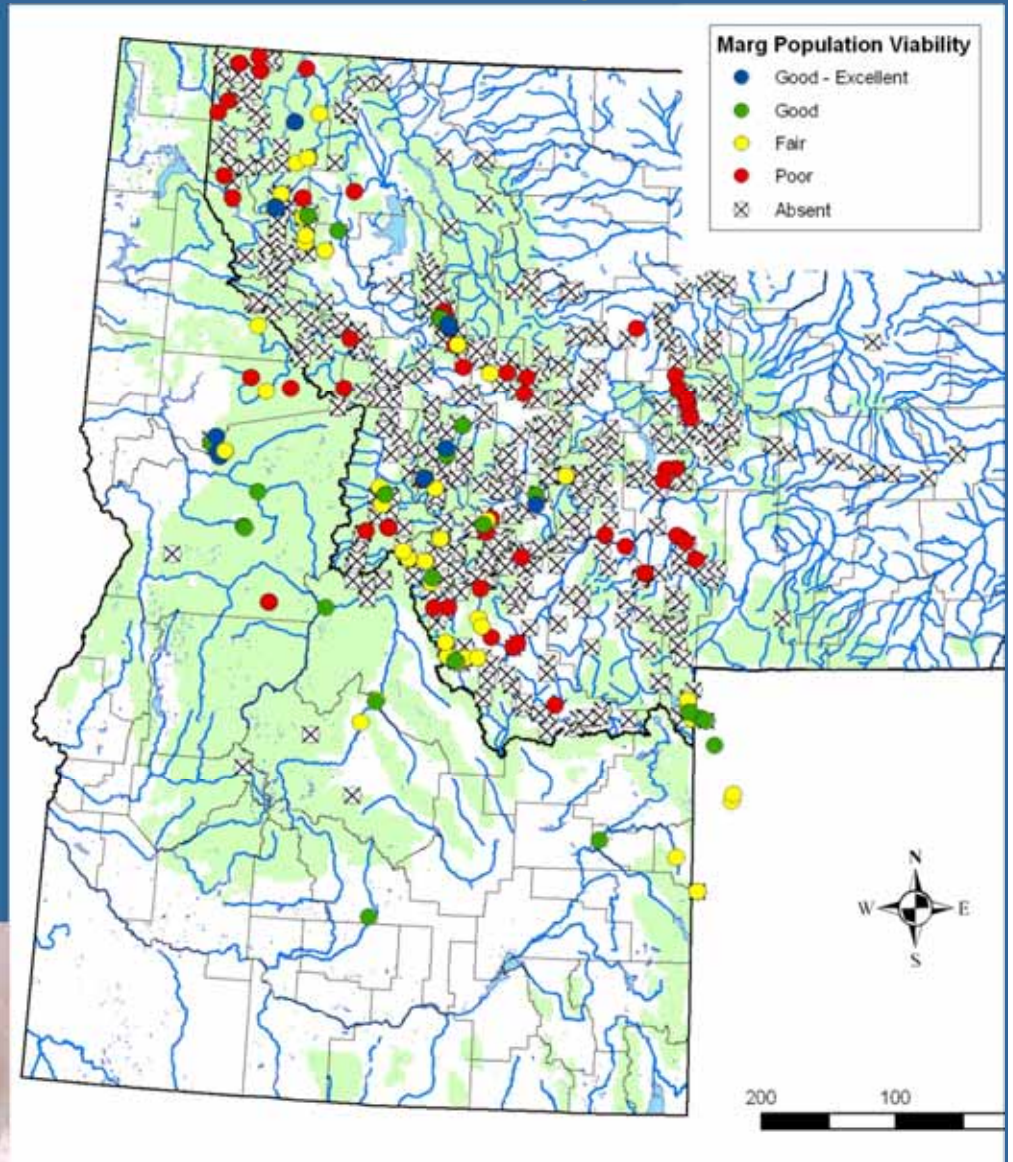 Marg Population Viability
Good - Excellent
Good
Fair
Poor
Absent
N
W E
S
200 100